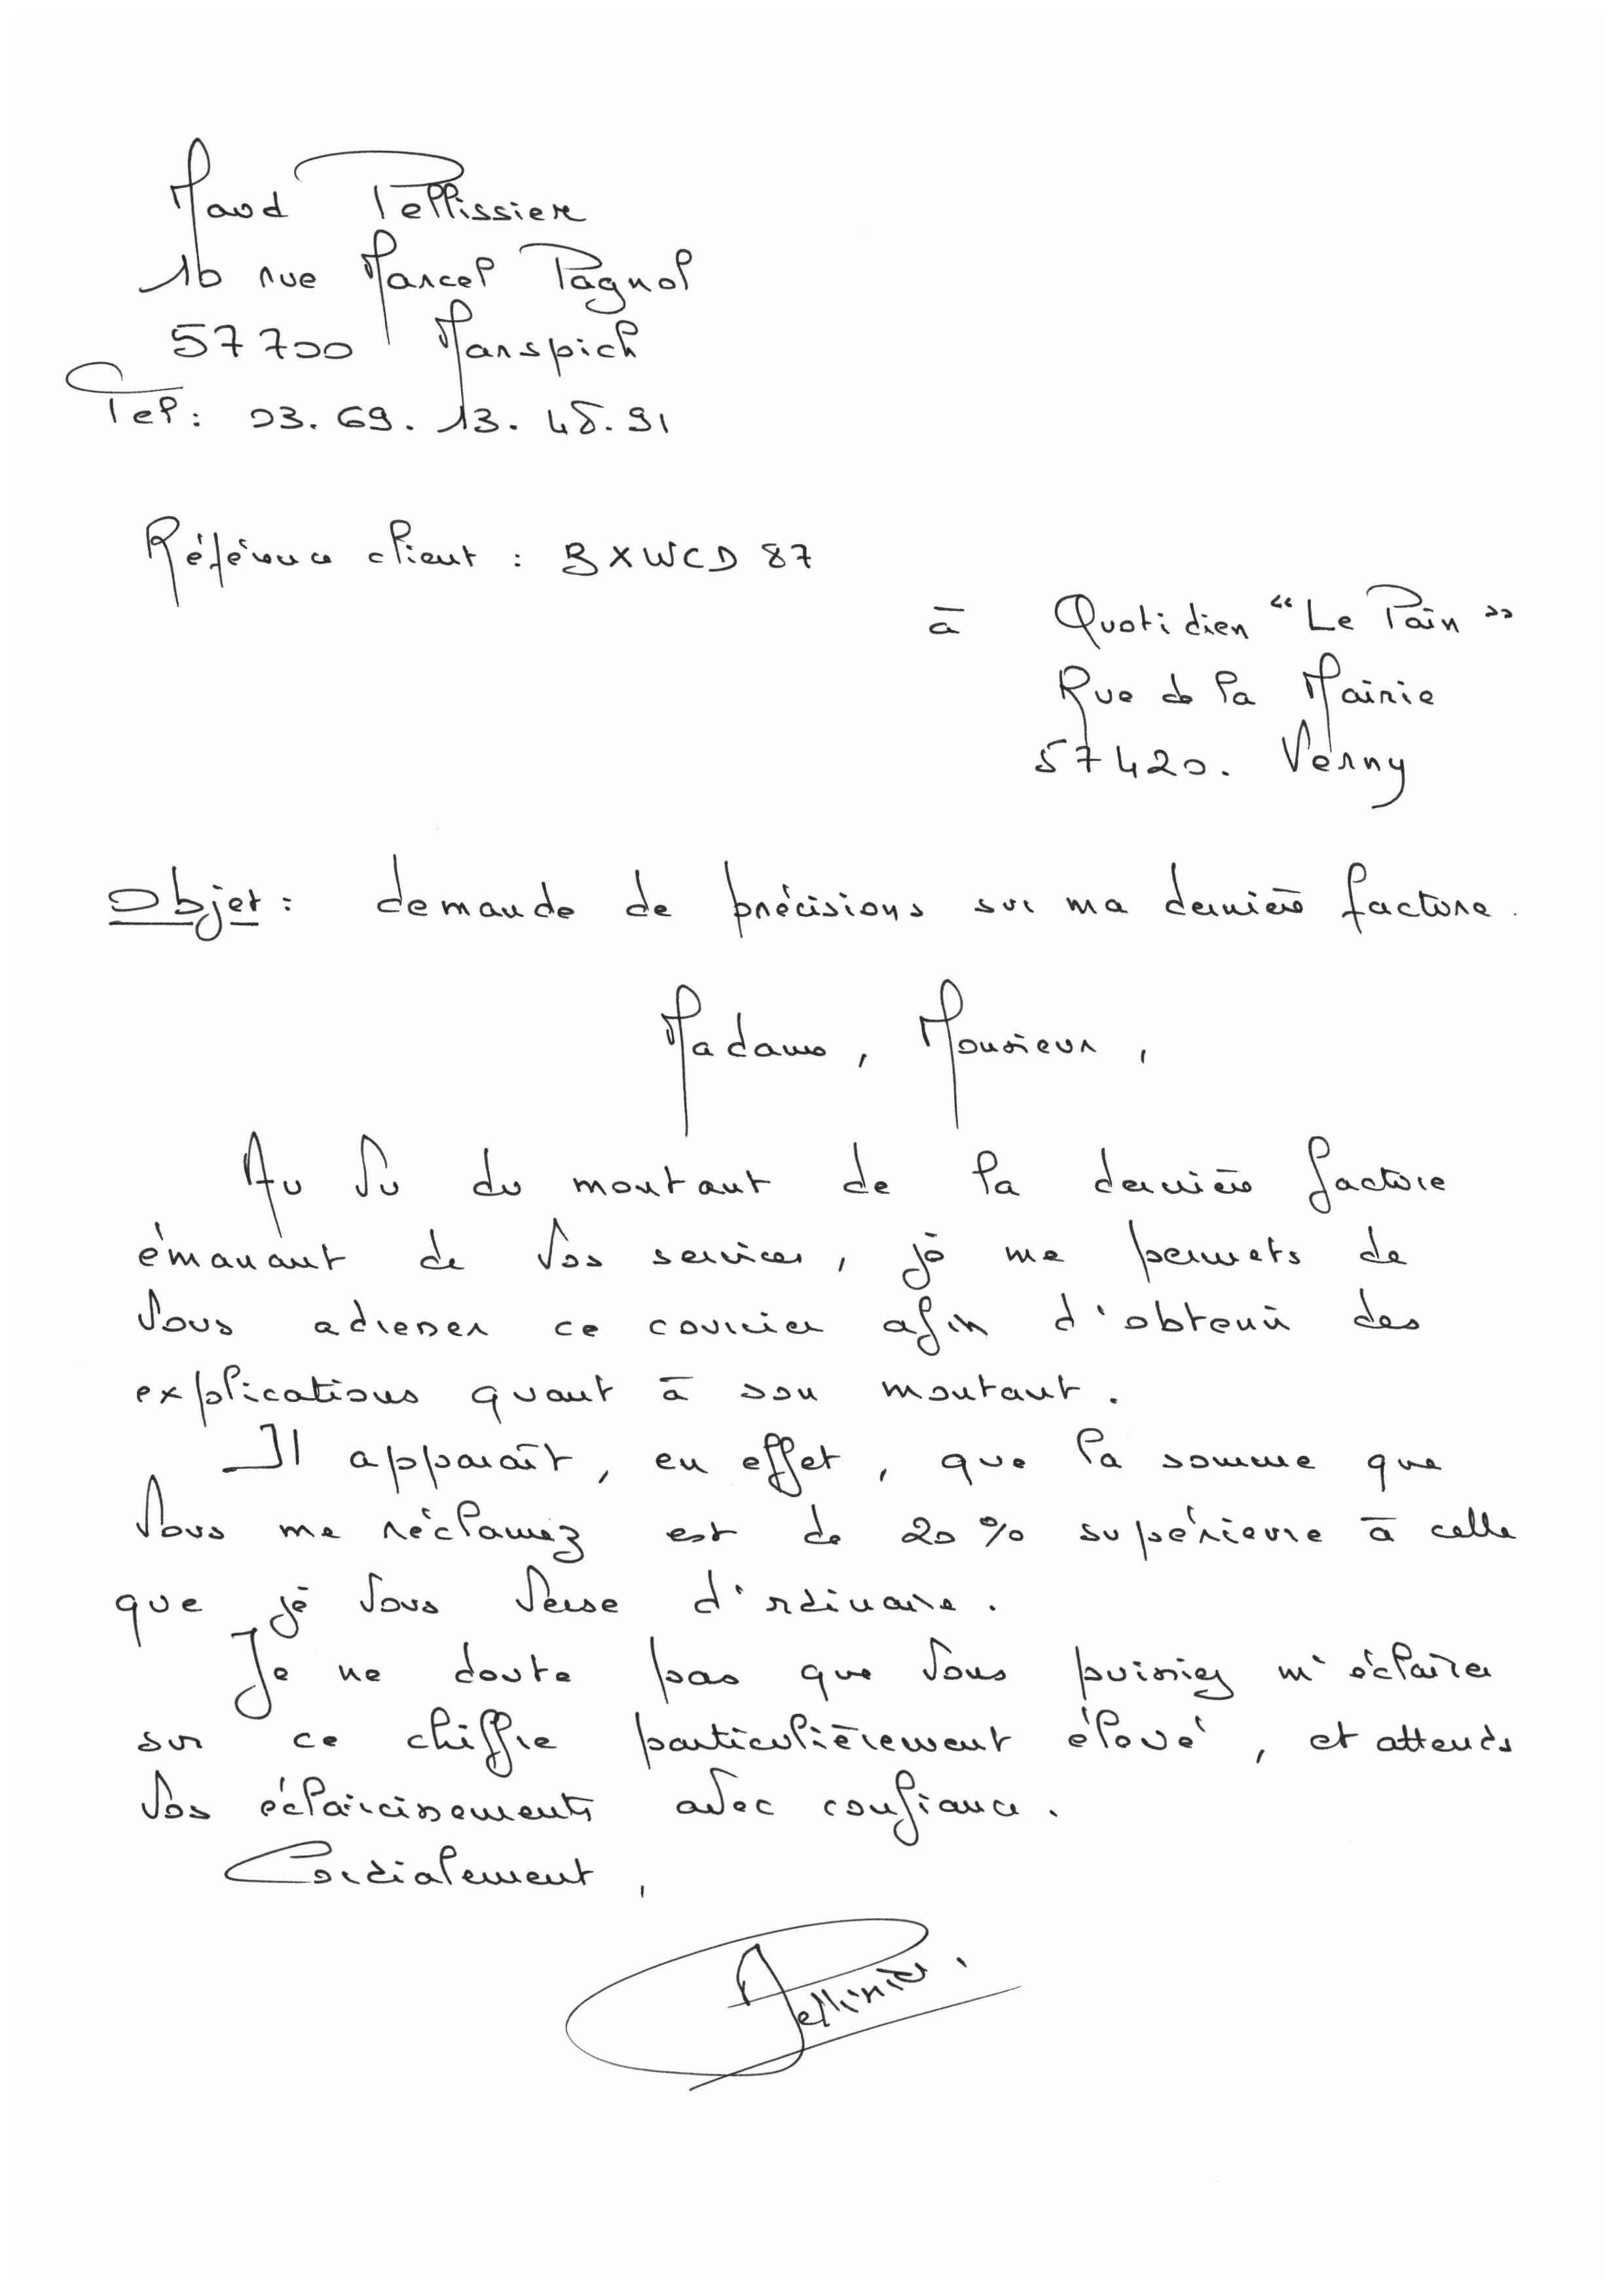 Maud Pellissier
16 rue Marcel Pagnol
57700 Marspich
Tel: 03.69.13.48.91
Référence client : BXWCD 87
à Quotidien "Le Pain"
Rue de la Mairie
57420. Verny
Objet: demande de précisions sur ma dernière facture.
Madame, Monsieur,
Au vu du montant de la dernière facture
émanant de vos services, je me permets de
vous adresser ce courrier afin d'obtenir des
explications quant à son montant.
Il apparaît, en effet, que la somme que
vous me réclamez est de 20% supérieure à celle
que je vous verse d'ordinaire.
Je ne doute pas que vous puissiez m'éclairer
sur ce chiffre particulièrement élevé, et attends
vos éclaircissements avec confiance.
Cordialement,
Pellissier.